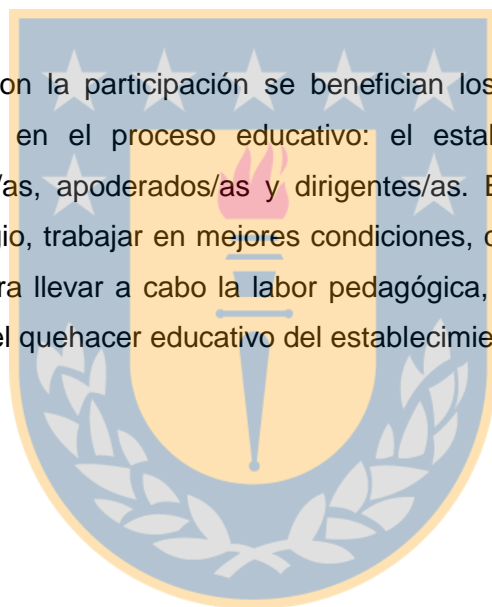 on la participación se benefician los
en el proceso educativo: el estal
/as, apoderados/as y dirigentes/as. E
gio, trabajar en mejores condiciones, c
ra llevar a cabo la labor pedagógica,
el quehacer educativo del establecimie